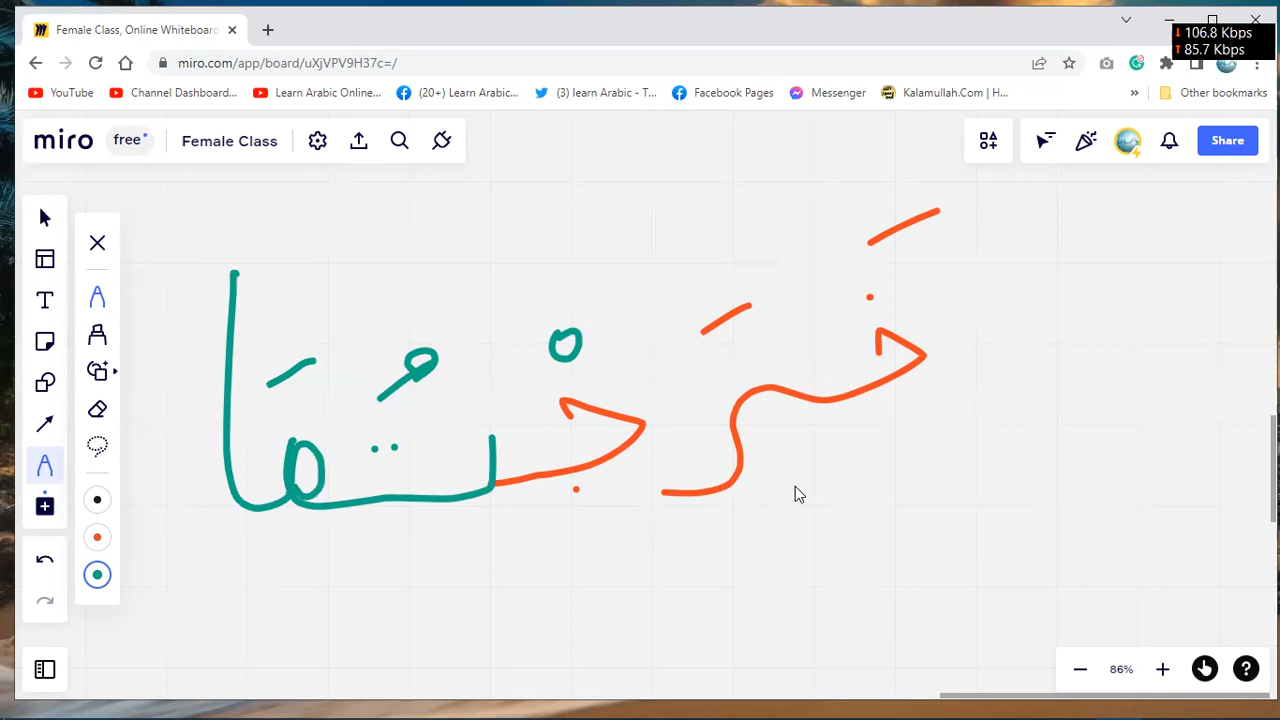 Female Class, Online Whiteboard
106.8 Kbps
85.7 Kbps
miro.com/app/board/uXjVPV9H37c=/
YouTube Channel Dashboard... Learn Arabic Online... (20+) Learn Arabic... (3) learn Arabic - T... Facebook Pages Messenger Kalamullah.Com | H... » Other bookmarks
miro free Female Class Share
خَرَجْتُمَا
86%